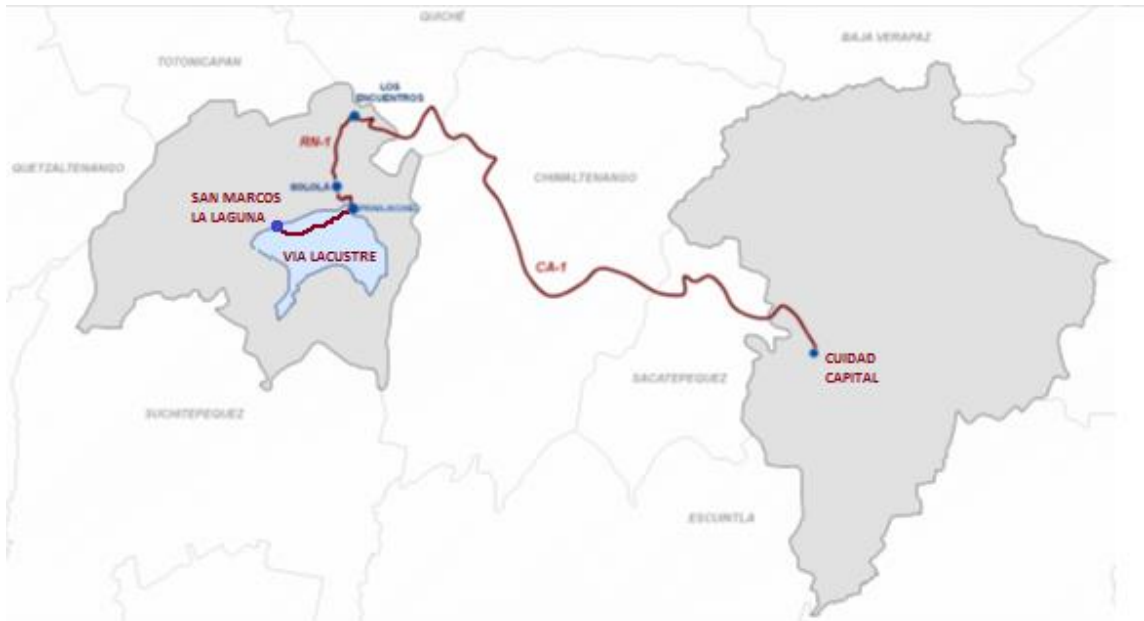 QUICHÉ
BAJA VERAPAZ
TOTONICAPAN
LOS
ENCUENTROS
RN-1
QUETZALTENANGO
CHIMALTENANGO
SOLOLÁ
SAN MARCOS
LA LAGUNA
PANAJACHEL
VIA LACUSTRE
CA-1
CUIDAD
CAPITAL
SACATEPEQUEZ
SUCHITEPEQUEZ
ESCUINTLA